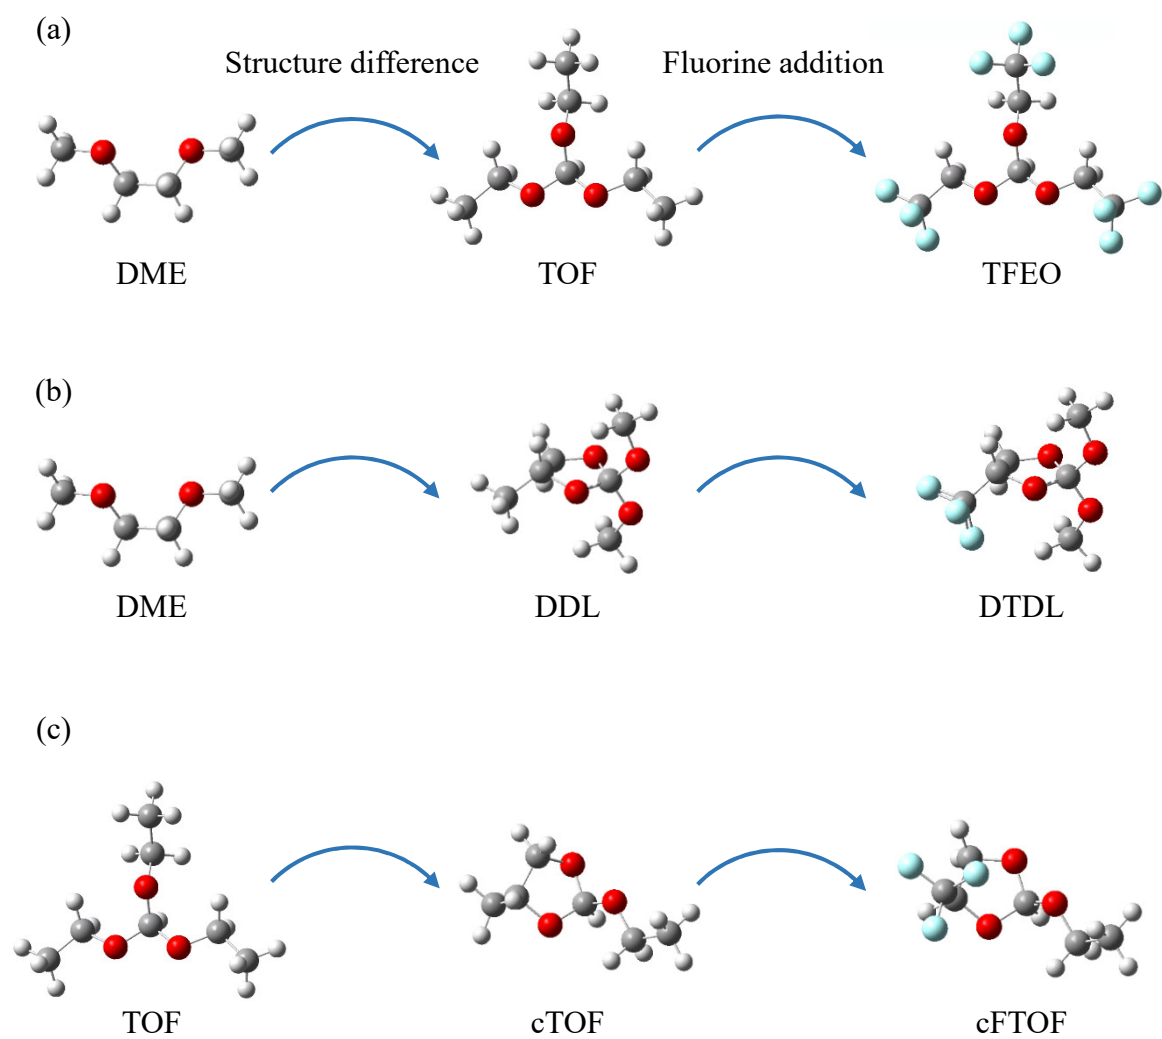 (a)
Structure difference
Fluorine addition
DME
TOF
TFEO
(b)
DME
DDL
DTDL
(c)
TOF
cTOF
cFTOF